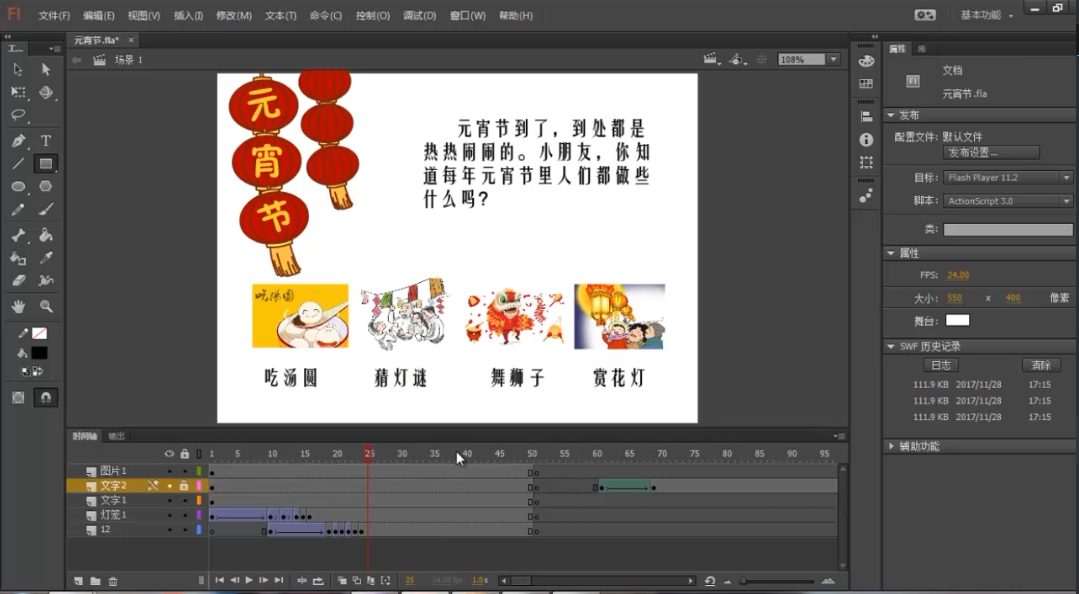 Fl 文件(F) 编辑(E) 视图(V) 插入(I) 修改(M) 文本(T) 命令(C) 控制(O) 调试(D) 窗口(W) 帮助(H) 基本功能
工...
元宵节.fla* ×
场景 1
108%
元宵节
元宵节到了，到处都是
热热闹闹的。小朋友，你知
道每年元宵节里人们都做些
什么吗？
吃汤圆
吃汤圆 猜灯谜 舞狮子 赏花灯
属性 库
Fl
文档
元宵节.fla
发布
配置文件: 默认文件
发布设置...
目标: Flash Player 11.2
脚本: ActionScript 3.0
类:
属性
FPS: 24.00
大小: 550 x 400 像素
舞台:
SWF 历史记录
日志 清除
111.9 KB 2017/11/28 17:15
111.9 KB 2017/11/28 17:15
111.9 KB 2017/11/28 17:15
辅助功能
时间轴 输出
1 5 10 15 20 25 30 35 40 45 50 55 60 65 70 75 80 85 90 95
图片1
文字2
文字1
灯笼1
12
25 24.00 fps 1.0 s